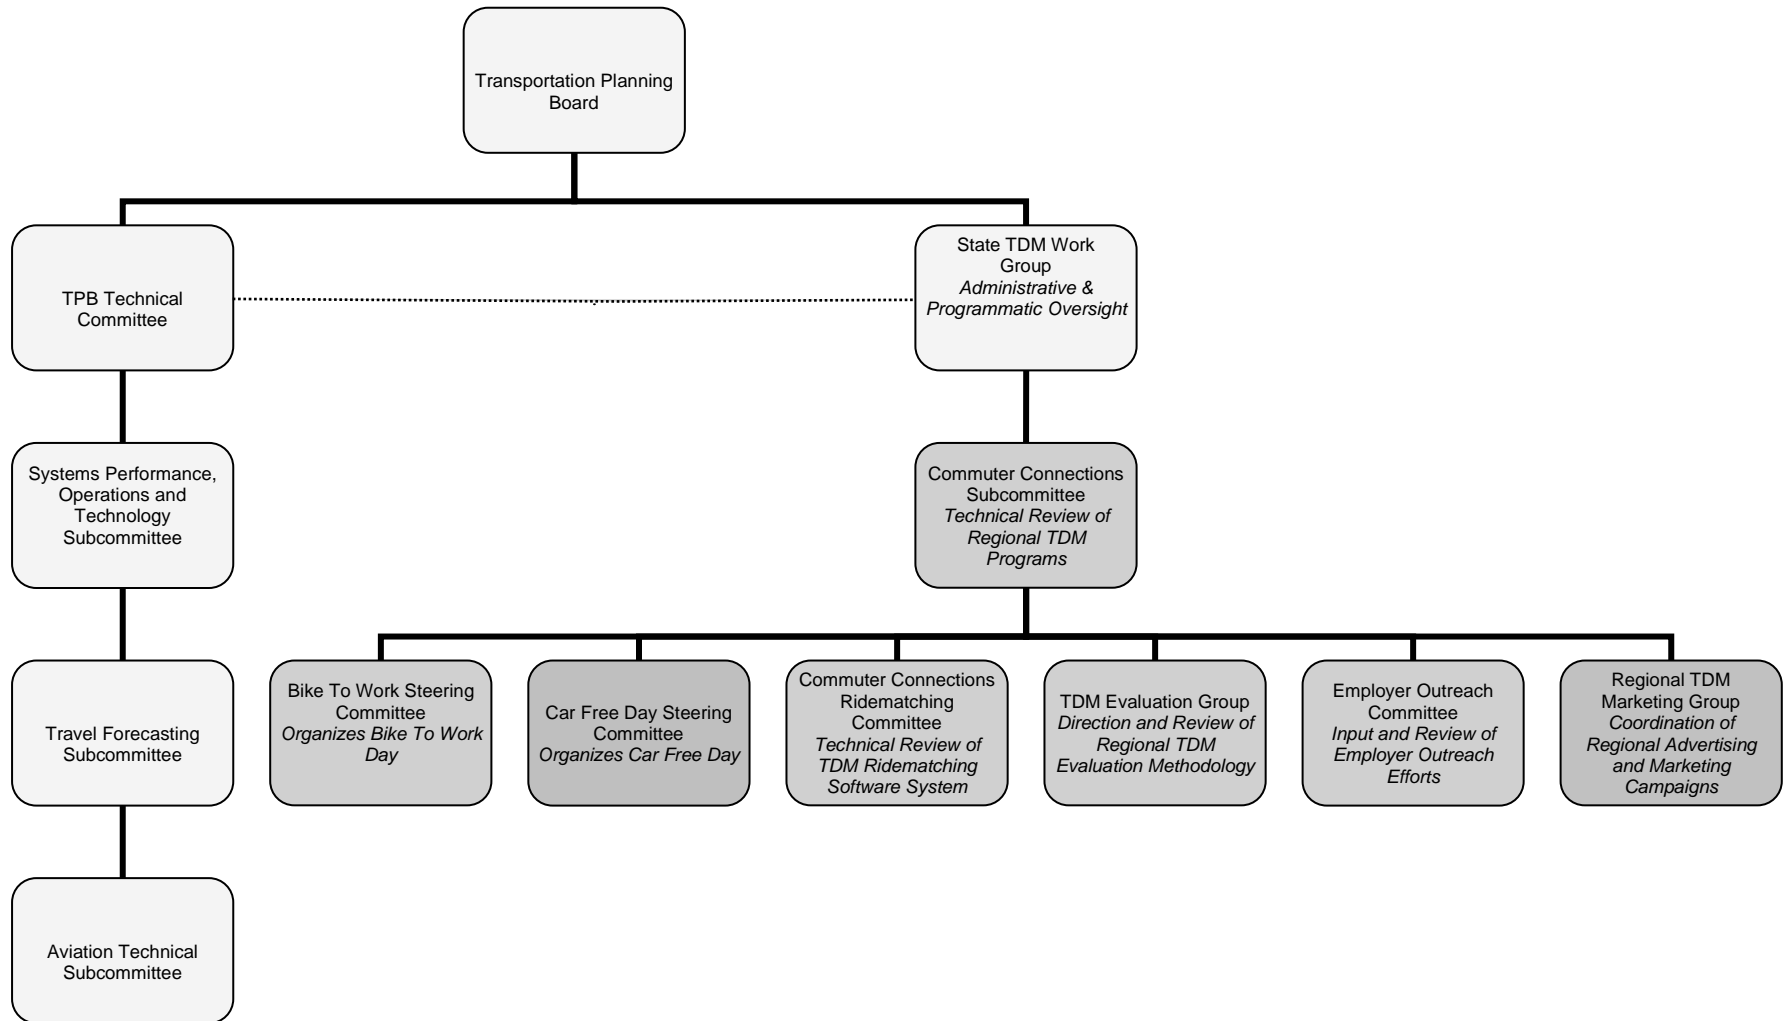 Transportation Planning
Board
TPB Technical
Committee
State TDM Work
Group
Administrative &
Programmatic Oversight
Systems Performance,
Operations and
Technology
Subcommittee
Commuter Connections
Subcommittee
Technical Review of
Regional TDM
Programs
Travel Forecasting
Subcommittee
Bike To Work Steering
Committee
Organizes Bike To Work
Day
Car Free Day Steering
Committee
Organizes Car Free Day
Commuter Connections
Ridematching
Committee
Technical Review of
TDM Ridematching
Software System
TDM Evaluation Group
Direction and Review of
Regional TDM
Evaluation Methodology
Employer Outreach
Committee
Input and Review of
Employer Outreach
Efforts
Regional TDM
Marketing Group
Coordination of
Regional Advertising
and Marketing
Campaigns
Aviation Technical
Subcommittee